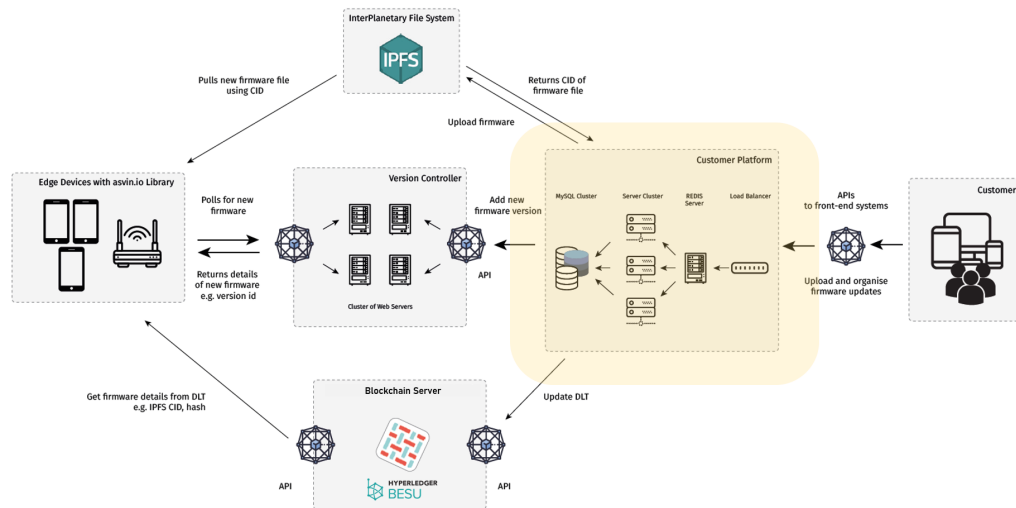 InterPlanetary File System
IPFS
Pulls new firmware file
using CID
Returns CID of
firmware file
Upload firmware
Customer Platform
MySQL Cluster
Server Cluster
REDIS
Server
Load Balancer
Edge Devices with asvin.io Library
Version Controller
Customer
Polls for new
firmware
Add new
firmware version
APIs
to front-end systems
Returns details
of new firmware
e.g. version id
API
Upload and organise
firmware updates
Cluster of Web Servers
Blockchain Server
Get firmware details from DLT
e.g. IPFS CID, hash
Update DLT
API
HYPERLEDGER
BESU
API